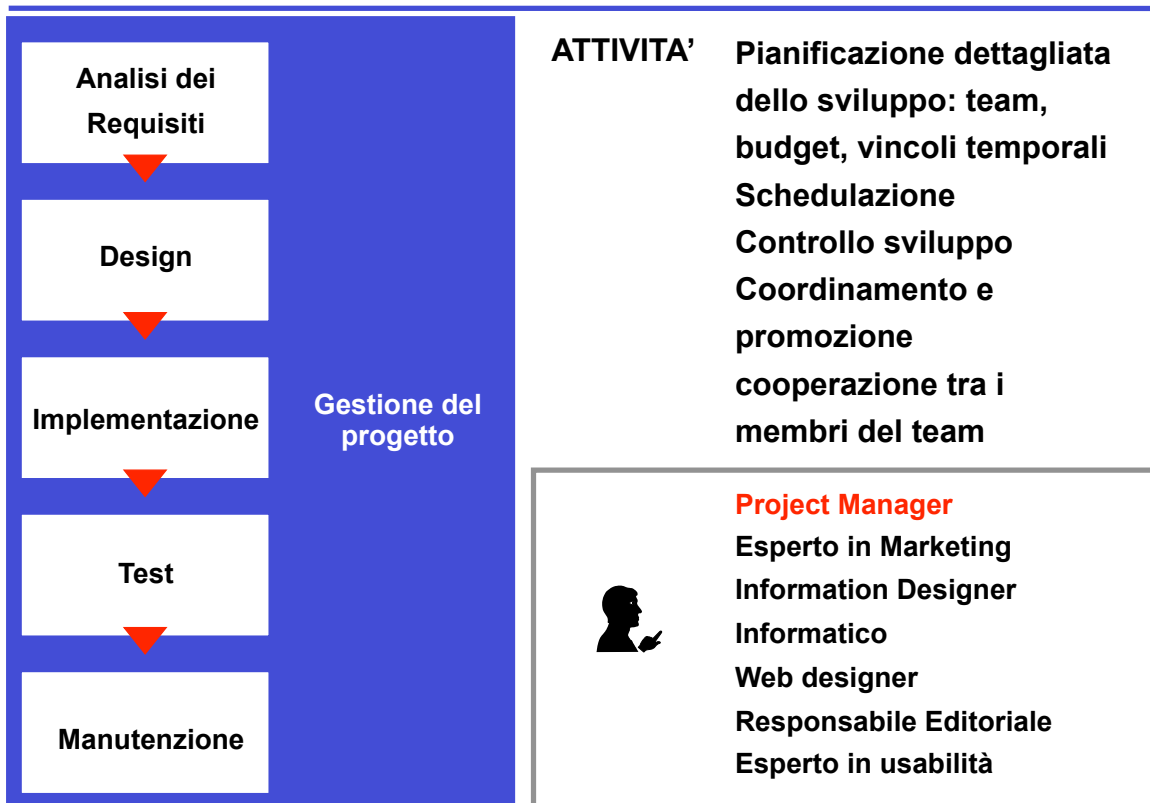 Analisi dei
Requisiti
Design
Implementazione
Test
Manutenzione
Gestione del
progetto
ATTIVITA’
Pianificazione dettagliata
dello sviluppo: team,
budget, vincoli temporali
Schedulazione
Controllo sviluppo
Coordinamento e
promozione
cooperazione tra i
membri del team
Project Manager
Esperto in Marketing
Information Designer
Informatico
Web designer
Responsabile Editoriale
Esperto in usabilità